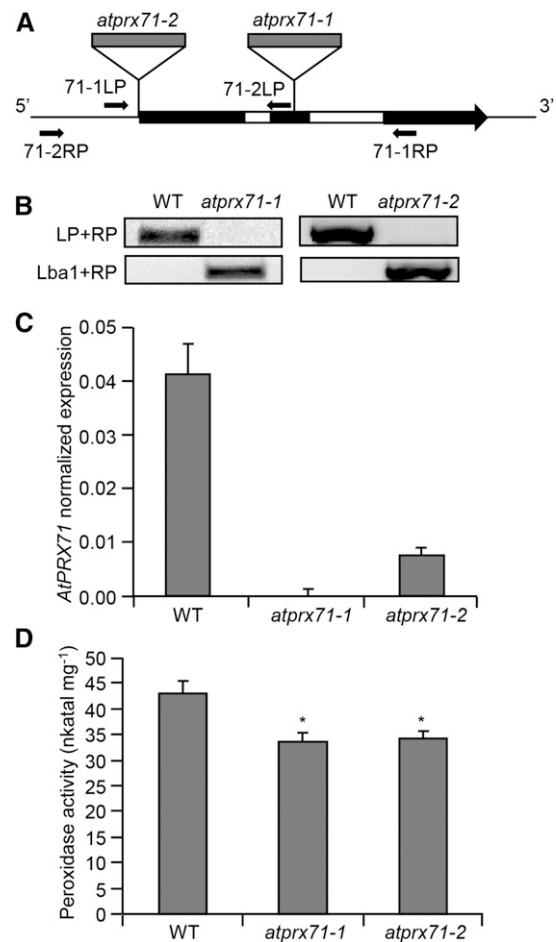 A
atprx71-2 atprx71-1
71-1LP 71-2LP
5' 3'
71-2RP 71-1RP
B
WT atprx71-1 WT atprx71-2
LP+RP
Lba1+RP
C
AtPRX71 normalized expression
0.05
0.04
0.03
0.02
0.01
0.00
WT atprx71-1 atprx71-2
D
Peroxidase activity (nkatal mg-1)
50
45
40
35
30
25
20
15
10
5
0
* *
WT atprx71-1 atprx71-2